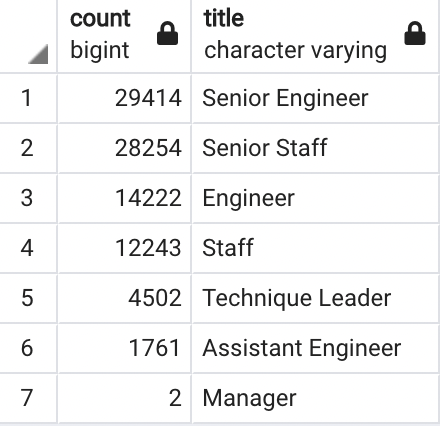 count title
bigint character varying
1 29414 Senior Engineer
2 28254 Senior Staff
3 14222 Engineer
4 12243 Staff
5 4502 Technique Leader
6 1761 Assistant Engineer
7 2 Manager